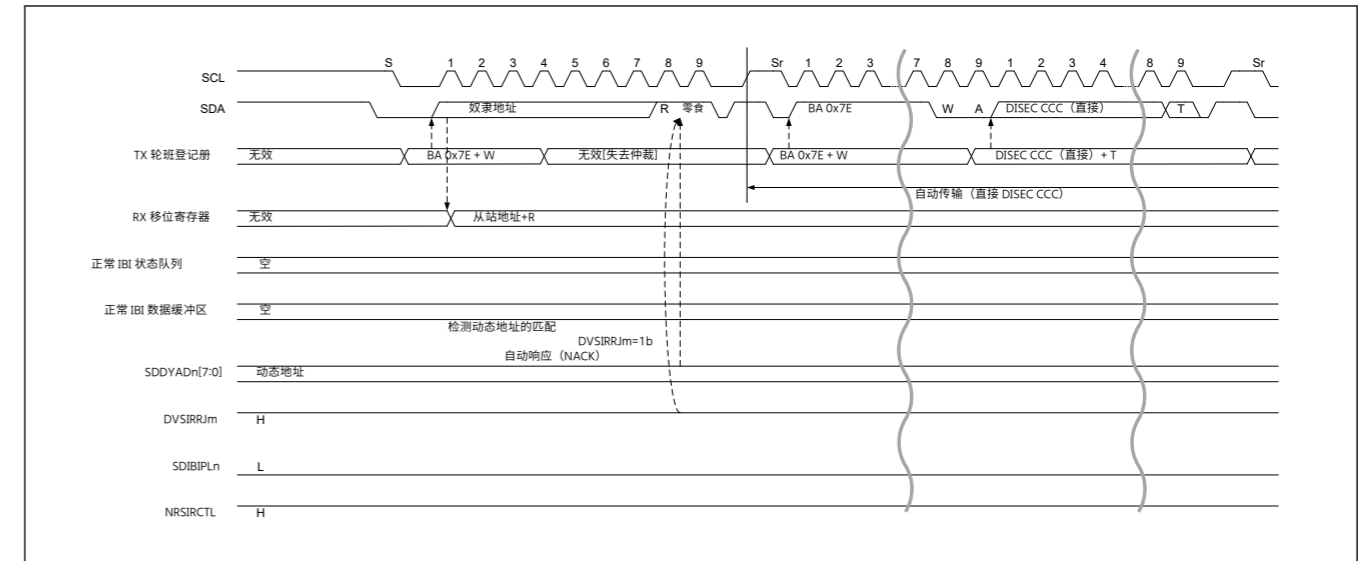 S 1 2 3 4 5 6 7 8 9 Sr 1 2 3 7 8 9 1 2 3 4 8 9 Sr
SCL
SDA 奴隶地址 R 零食 BA 0x7E W A DISEC CCC（直接） T
TX 轮班登记册 无效 BA 0x7E + W 无效[失去仲裁] BA 0x7E + W DISEC CCC（直接）+ T
自动传输（直接 DISEC CCC）
RX 移位寄存器 无效 从站地址+R
正常 IBI 状态队列 空
正常 IBI 数据缓冲区 空
检测动态地址的匹配
DVSIRRJm=1b
自动响应（NACK）
SDDYADn[7:0] 动态地址
DVSIRRJm H
SDIBIPLn L
NRSIRCTL H